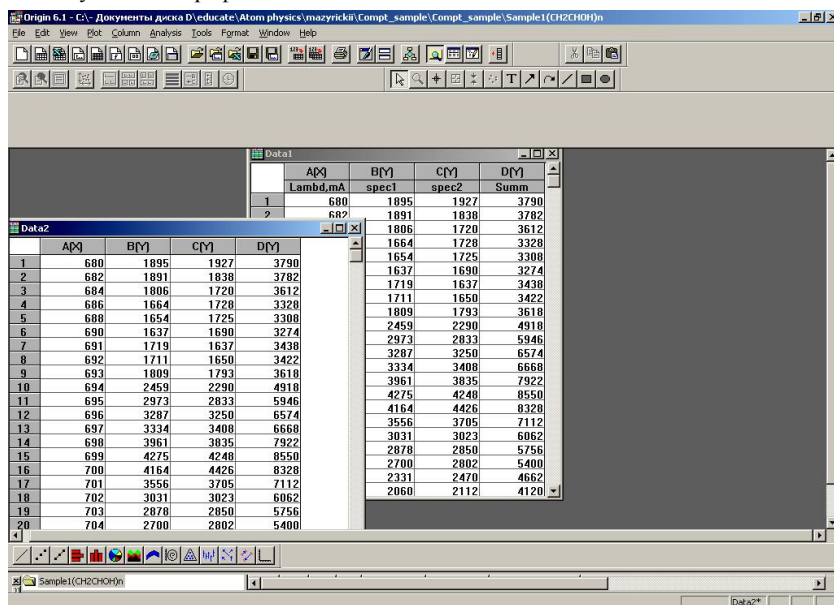 Origin 6.1 - C:\- Документы диска D\educate\Atom physics\mazyrickii\Compt_sample\Compt_sample\Sample1(CH2CHOH)n
File Edit View Plot Column Analysis Tools Format Window Help
Data1
A(X) B(Y) C(Y) D(Y)
Lambd,mA spec1 spec2 Summ
1 680 1895 1927 3790
2 682 1891 1838 3782
1806 1720 3612
1664 1728 3328
1654 1725 3308
1637 1690 3274
1719 1637 3438
1711 1650 3422
1809 1793 3618
2459 2290 4918
2973 2833 5946
3287 3250 6574
3334 3408 6668
3961 3835 7922
4275 4248 8550
4164 4426 8328
3556 3705 7112
3031 3023 6062
2878 2850 5756
2700 2802 5400
2331 2470 4662
2060 2112 4120
Data2
A(X) B(Y) C(Y) D(Y)
1 680 1895 1927 3790
2 682 1891 1838 3782
3 684 1806 1720 3612
4 686 1664 1728 3328
5 688 1654 1725 3308
6 690 1637 1690 3274
7 691 1719 1637 3438
8 692 1711 1650 3422
9 693 1809 1793 3618
10 694 2459 2290 4918
11 695 2973 2833 5946
12 696 3287 3250 6574
13 697 3334 3408 6668
14 698 3961 3835 7922
15 699 4275 4248 8550
16 700 4164 4426 8328
17 701 3556 3705 7112
18 702 3031 3023 6062
19 703 2878 2850 5756
20 704 2700 2802 5400
Sample1(CH2CHOH)n
Data2*